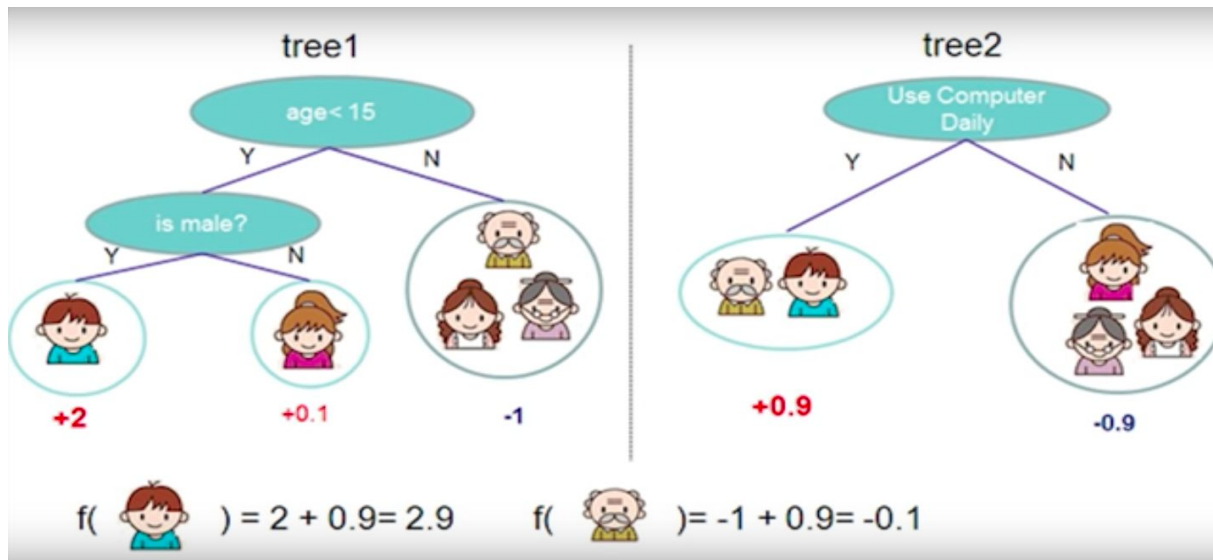 tree1
tree2
age< 15
Use Computer
Daily
Y
N
Y
N
is male?
Y
N
+2
+0.1
-1
+0.9
-0.9
f( ) = 2 + 0.9= 2.9
f( )= -1 + 0.9= -0.1